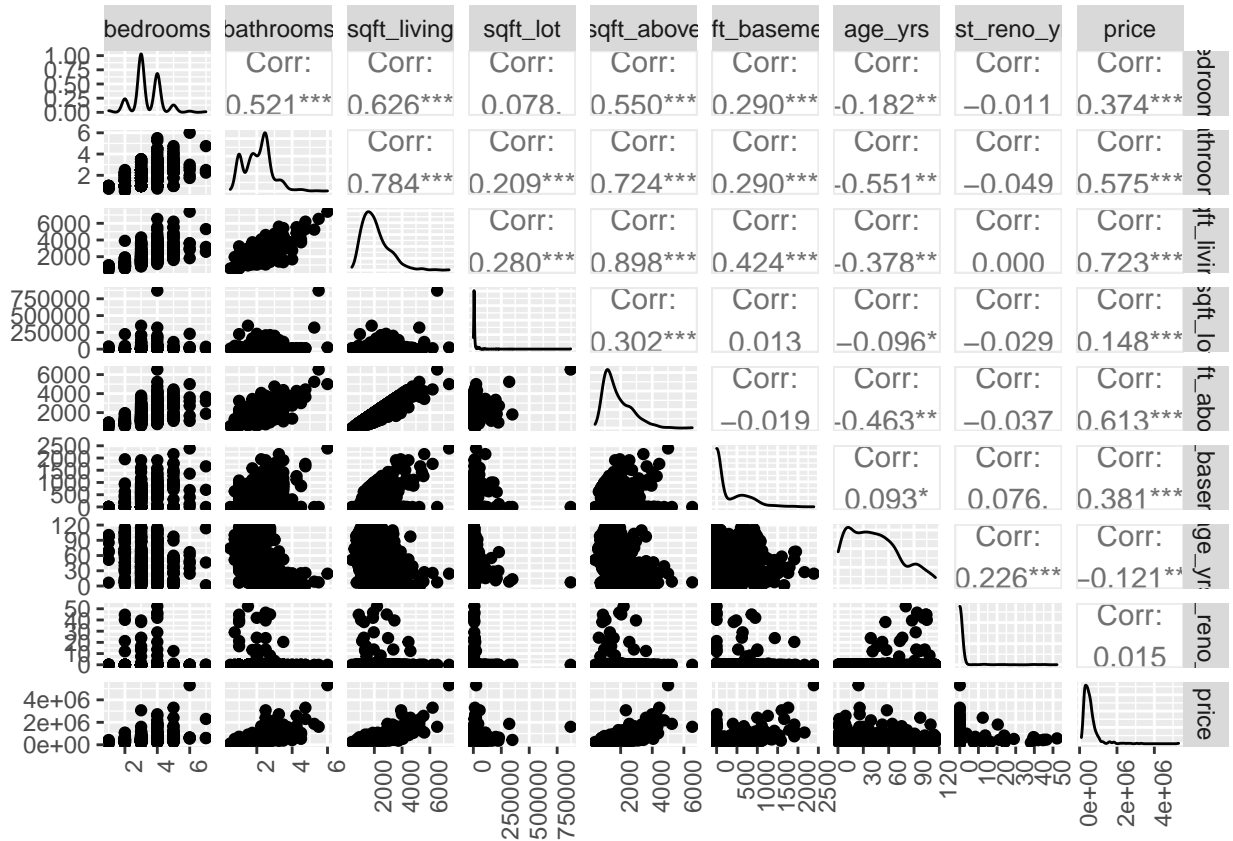 bedrooms bathrooms sqft_living sqft_lot sqft_above ft_baseme age_yrs st_reno_y price
1.00
0.75
0.50
0.25
0.00
Corr: Corr: Corr: Corr: Corr: Corr: Corr: Corr:
0.521*** 0.626*** 0.078. 0.550*** 0.290*** -0.182** −0.011 0.374***
edroom
6
4
2
Corr: Corr: Corr: Corr: Corr: Corr: Corr:
0.784*** 0.209*** 0.724*** 0.290*** -0.551** −0.049 0.575***
throor
6000
4000
2000
Corr: Corr: Corr: Corr: Corr: Corr:
0.280*** 0.898*** 0.424*** -0.378** 0.000 0.723***
ft_livir
750000
500000
250000
0
Corr: Corr: Corr: Corr: Corr:
0.302*** 0.013 −0.096* −0.029 0.148***
sqft_lo
6000
4000
2000
Corr: Corr: Corr: Corr:
−0.019 -0.463** −0.037 0.613***
ft_abo
2500
2000
1500
1000
500
0
Corr: Corr: Corr:
0.093* 0.076. 0.381***
_baser
120
90
60
30
0
Corr: Corr:
0.226*** −0.121**
ge_yr
50
40
30
20
10
0
Corr:
0.015
_reno_
4e+06
2e+06
0e+00
price
2 4 6 2 4 6 2000 4000 6000 0 250000 500000 750000 2000 4000 6000 0 500 1000 1500 2000 2500 0 30 60 90 120 0 10 20 30 40 50 0e+00 2e+06 4e+06